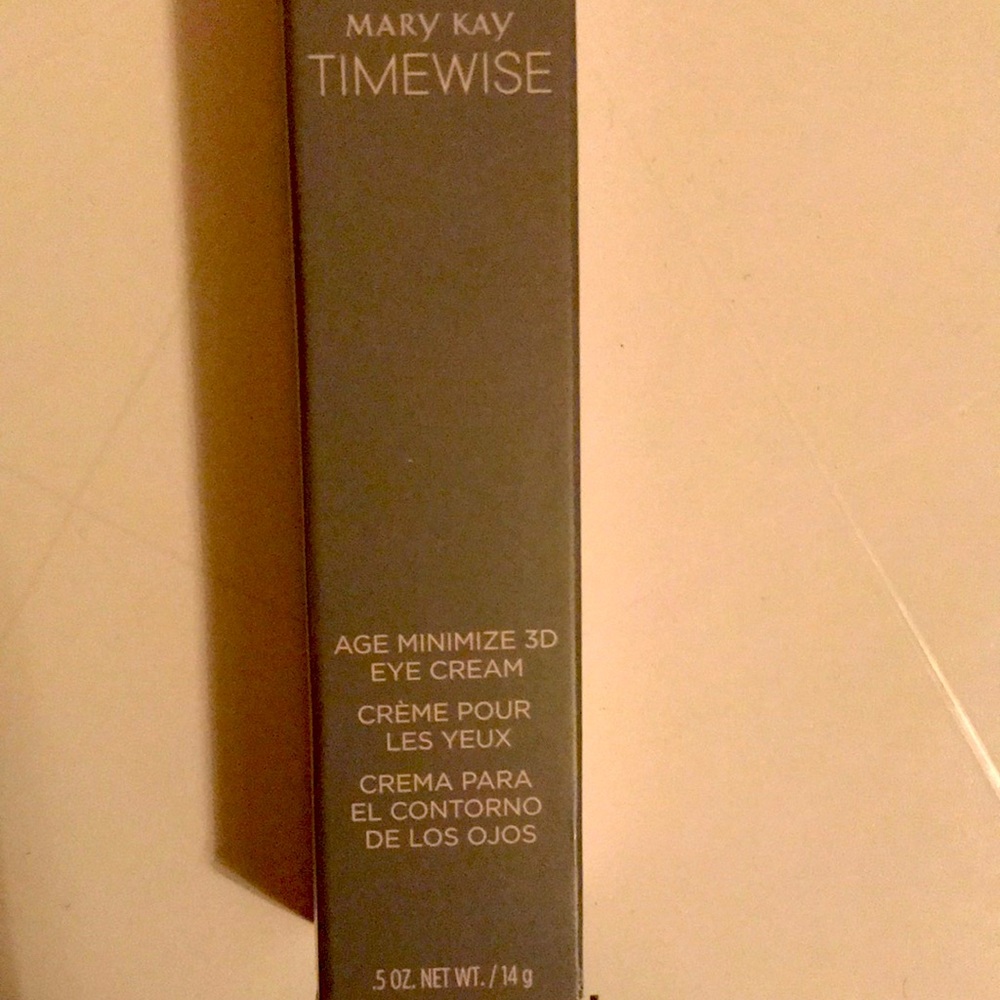 MARY KAY
TIMEWISE
AGE MINIMIZE 3D
EYE CREAM
CRÈME POUR
LES YEUX
CREMA PARA
EL CONTORNO
DE LOS OJOS
.5 OZ. NET WT. / 14 g